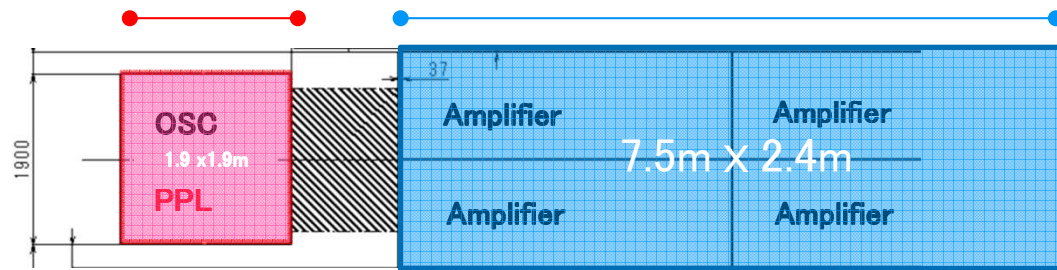 37
1900
OSC
1.9 x1.9m
PPL
Amplifier
Amplifier
7.5m x 2.4m
Amplifier
Amplifier